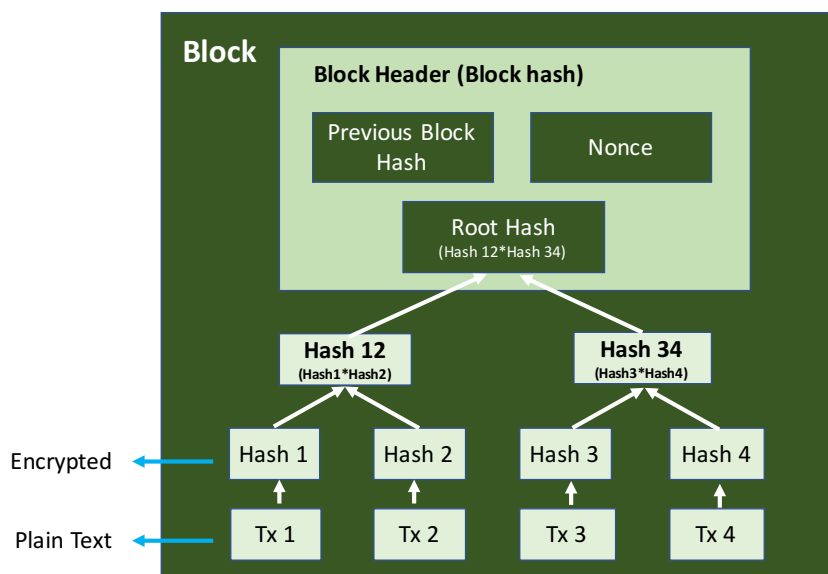 Block
Block Header (Block hash)
Previous Block
Hash
Nonce
Root Hash
(Hash 12*Hash 34)
Hash 12
(Hash1*Hash2)
Hash 34
(Hash3*Hash4)
Encrypted
Hash 1
Hash 2
Hash 3
Hash 4
Plain Text
Tx 1
Tx 2
Tx 3
Tx 4